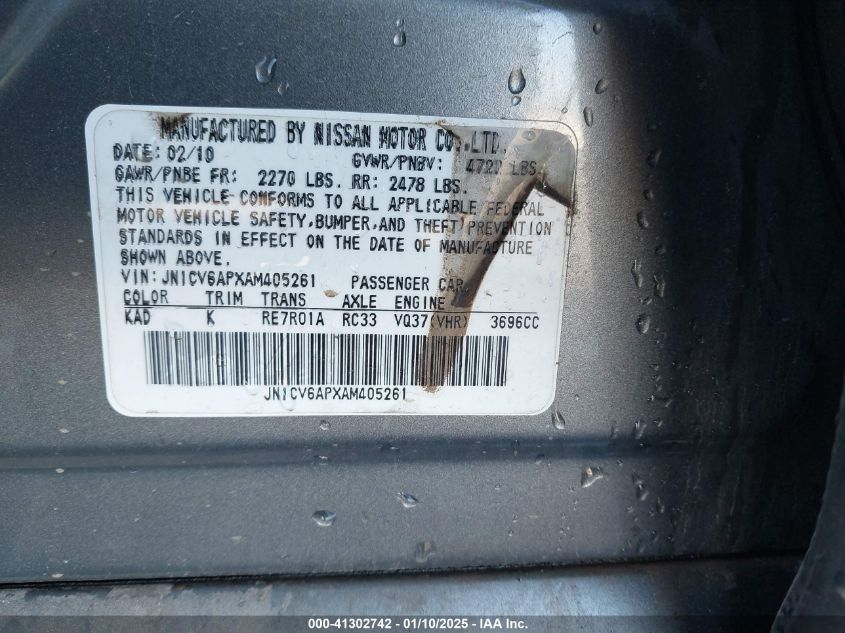 MANUFACTURED BY NISSAN MOTOR CO.,LTD.
DATE: 02/10 GVWR/PNBV: LBS.
GAWR/PNBE FR: 2270 LBS. RR: 2478 LBS.
THIS VEHICLE CONFORMS TO ALL APPLICABLE FEDERAL
MOTOR VEHICLE SAFETY,BUMPER,AND THEFT PREVENTION
STANDARDS IN EFFECT ON THE DATE OF MANUFACTURE
SHOWN ABOVE.
VIN: JN1CV6APXAM405261 PASSENGER CAR
COLOR TRIM TRANS AXLE ENGINE
KAD K RE7R01A RC33 VQ37(VHR) 3696CC
JN1CV6APXAM405261
000-41302742 - 01/10/2025 - IAA Inc.